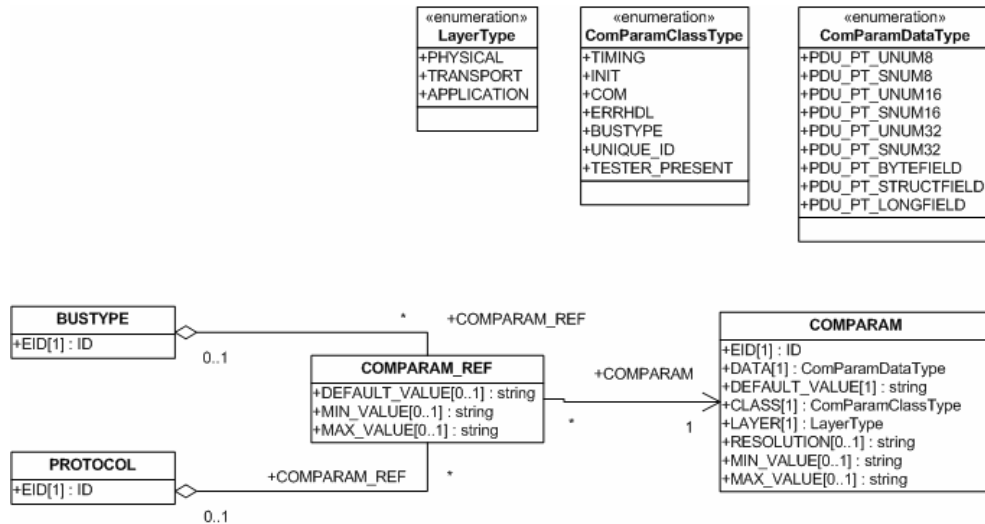 «enumeration»
LayerType
+PHYSICAL
+TRANSPORT
+APPLICATION
«enumeration»
ComParamClassType
+TIMING
+INIT
+COM
+ERRHDL
+BUSTYPE
+UNIQUE_ID
+TESTER_PRESENT
«enumeration»
ComParamDataType
+PDU_PT_UNUM8
+PDU_PT_SNUM8
+PDU_PT_UNUM16
+PDU_PT_SNUM16
+PDU_PT_UNUM32
+PDU_PT_SNUM32
+PDU_PT_BYTEFIELD
+PDU_PT_STRUCTFIELD
+PDU_PT_LONGFIELD
BUSTYPE
+EID[1] : ID
0..1
*
+COMPARAM_REF
COMPARAM_REF
+DEFAULT_VALUE[0..1] : string
+MIN_VALUE[0..1] : string
+MAX_VALUE[0..1] : string
+COMPARAM
*
1
COMPARAM
+EID[1] : ID
+DATA[1] : ComParamDataType
+DEFAULT_VALUE[1] : string
+CLASS[1] : ComParamClassType
+LAYER[1] : LayerType
+RESOLUTION[0..1] : string
+MIN_VALUE[0..1] : string
+MAX_VALUE[0..1] : string
PROTOCOL
+EID[1] : ID
0..1
+COMPARAM_REF
*